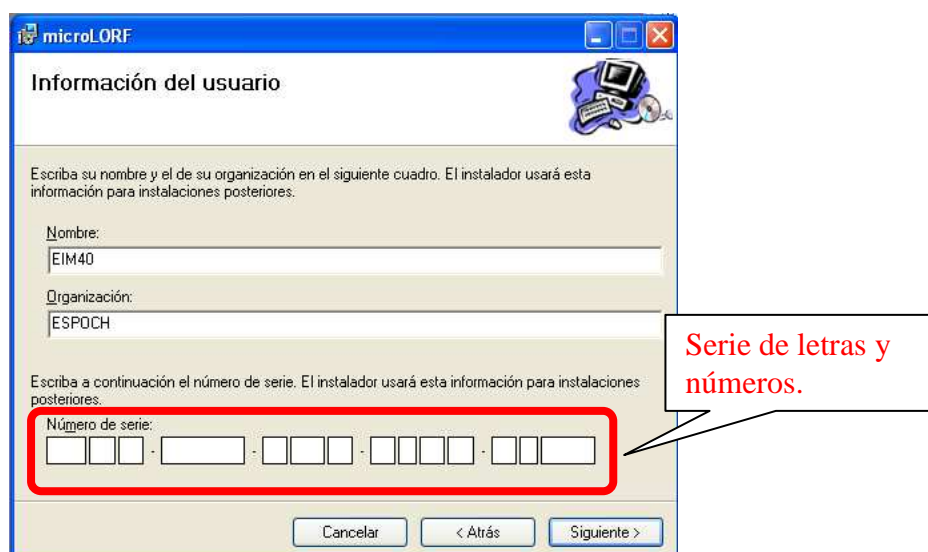 microLORF
Información del usuario
Escriba su nombre y el de su organización en el siguiente cuadro. El instalador usará esta
información para instalaciones posteriores.
Nombre:
EIM40
Organización:
ESPOCH
Serie de letras y
números.
Escriba a continuación el número de serie. El instalador usará esta información para instalaciones
posteriores.
Número de serie:
- - - -
Cancelar < Atrás Siguiente >